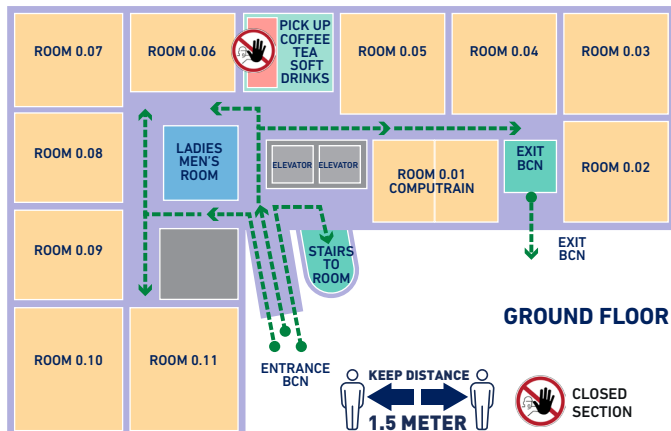 ROOM 0.07
ROOM 0.06
PICK UP
COFFEE
TEA
SOFT
DRINKS
ROOM 0.05
ROOM 0.04
ROOM 0.03
ROOM 0.08
LADIES
MEN'S
ROOM
ELEVATOR
ELEVATOR
ROOM 0.01
COMPUTRAIN
EXIT
BCN
ROOM 0.02
ROOM 0.09
STAIRS
TO
ROOM
EXIT
BCN
GROUND FLOOR
ROOM 0.10
ROOM 0.11
ENTRANCE
BCN
KEEP DISTANCE
1.5 METER
CLOSED
SECTION